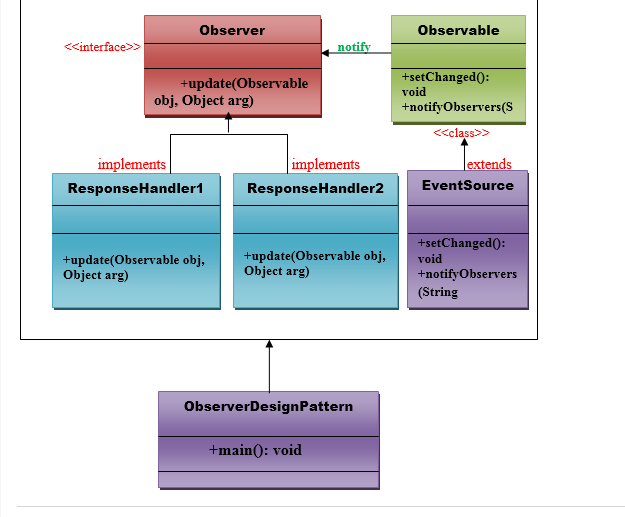 Observer
Observable
<<interface>>
notify
+update(Observable
obj, Object arg)
+setChanged():
void
+notifyObservers(S
<<class>>
implements
implements
extends
ResponseHandler1
ResponseHandler2
EventSource
+update(Observable obj,
Object arg)
+update(Observable obj,
Object arg)
+setChanged():
void
+notifyObservers
(String
ObserverDesignPattern
+main(): void